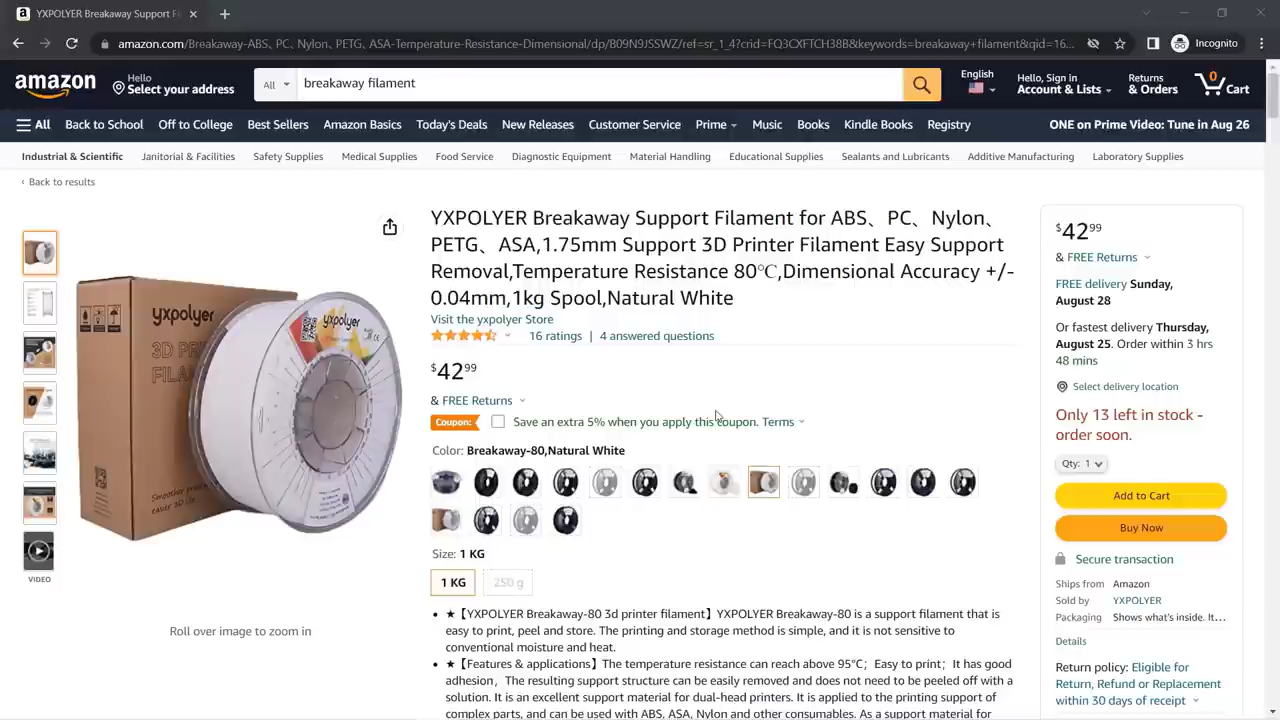 YXPOLYER Breakaway Support Fil
amazon.com/Breakaway-ABS、PC、Nylon、PETG、ASA-Temperature-Resistance-Dimensional/dp/B09N9JSSWZ/ref=sr_1_4?crid=FQ3CXFTCH38B&keywords=breakaway+filament&qid=16...
Incognito
amazon
Hello
Select your address
All
breakaway filament
English
Hello, Sign in
Account & Lists
Returns
& Orders
0
Cart
All Back to School Off to College Best Sellers Amazon Basics Today's Deals New Releases Customer Service Prime Music Books Kindle Books Registry ONE on Prime Video: Tune in Aug 26
Industrial & Scientific Janitorial & Facilities Safety Supplies Medical Supplies Food Service Diagnostic Equipment Material Handling Educational Supplies Sealants and Lubricants Additive Manufacturing Laboratory Supplies
‹ Back to results
yxpolyer
3D PRI
FILA
Smoother
easier 3D life
yxpolyer
VIDEO
Roll over image to zoom in
YXPOLYER Breakaway Support Filament for ABS、PC、Nylon、
PETG、ASA,1.75mm Support 3D Printer Filament Easy Support
Removal,Temperature Resistance 80℃,Dimensional Accuracy +/-
0.04mm,1kg Spool,Natural White
Visit the yxpolyer Store
16 ratings | 4 answered questions
$4299
& FREE Returns
Coupon: Save an extra 5% when you apply this coupon. Terms
Color: Breakaway-80,Natural White
Size: 1 KG
1 KG 250 g
• ★【YXPOLYER Breakaway-80 3d printer filament】YXPOLYER Breakaway-80 is a support filament that is
easy to print, peel and store. The printing and storage method is simple, and it is not sensitive to
conventional moisture and heat.
• ★【Features & applications】The temperature resistance can reach above 95°C；Easy to print；It has good
adhesion，The resulting support structure can be easily removed and does not need to be peeled off with a
solution. It is an excellent support material for dual-head printers. It is applied to the printing support of
complex parts, and can be used with ABS, ASA, Nylon and other consumables. As a support material for
$4299
& FREE Returns
FREE delivery Sunday,
August 28
Or fastest delivery Thursday,
August 25. Order within 3 hrs
48 mins
Select delivery location
Only 13 left in stock -
order soon.
Qty: 1
Add to Cart
Buy Now
Secure transaction
Ships from Amazon
Sold by YXPOLYER
Packaging Shows what's inside. It...
Details
Return policy: Eligible for
Return, Refund or Replacement
within 30 days of receipt